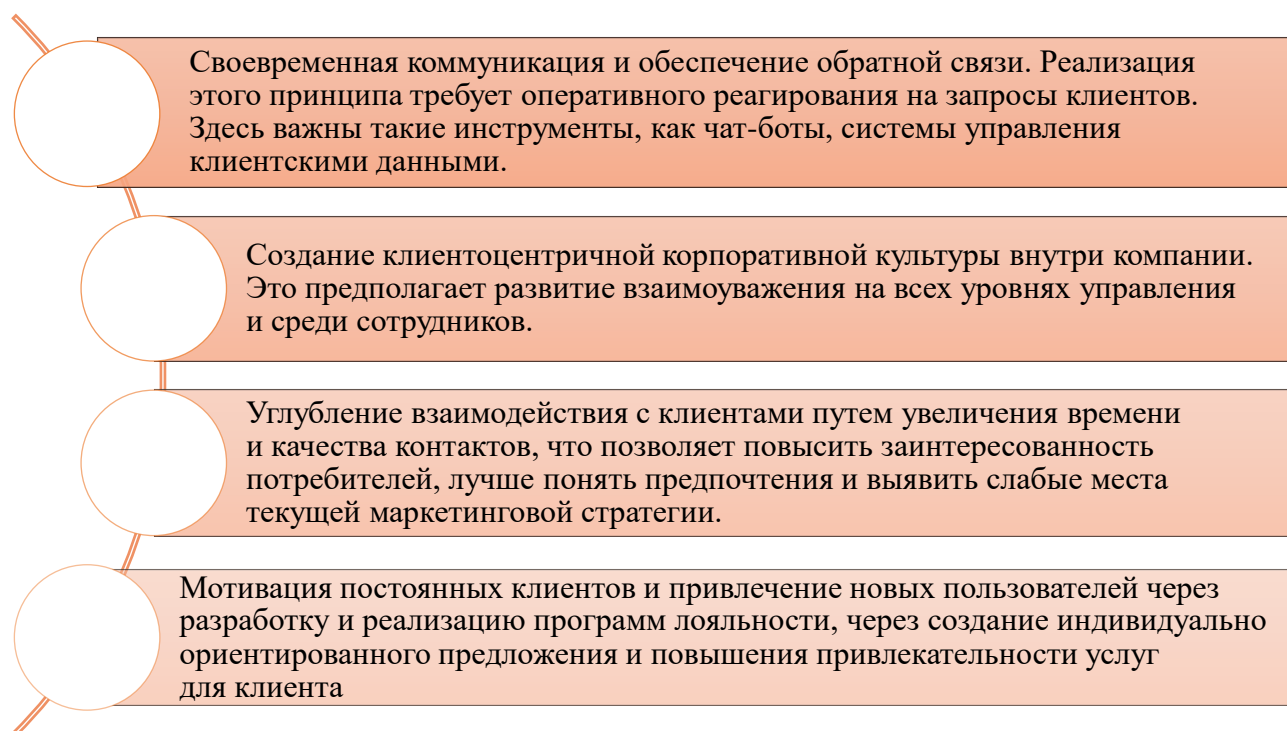 Своевременная коммуникация и обеспечение обратной связи. Реализация
этого принципа требует оперативного реагирования на запросы клиентов.
Здесь важны такие инструменты, как чат-боты, системы управления
клиентскими данными.
Создание клиентоцентричной корпоративной культуры внутри компании.
Это предполагает развитие взаимоуважения на всех уровнях управления
и среди сотрудников.
Углубление взаимодействия с клиентами путем увеличения времени
и качества контактов, что позволяет повысить заинтересованность
потребителей, лучше понять предпочтения и выявить слабые места
текущей маркетинговой стратегии.
Мотивация постоянных клиентов и привлечение новых пользователей через
разработку и реализацию программ лояльности, через создание индивидуально
ориентированного предложения и повышения привлекательности услуг
для клиента